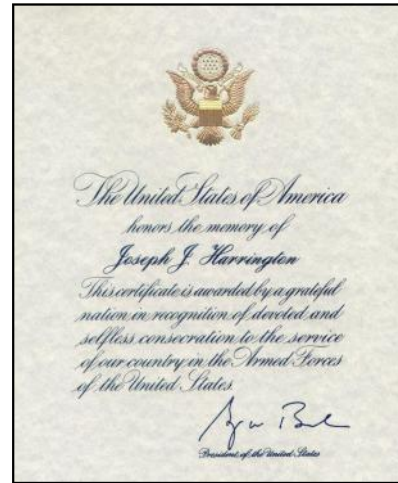 The United States of America
honors the memory of
Joseph J. Harrington
This certificate is awarded by a grateful
nation in recognition of devoted and
selfless consecration to the service
of our country in the Armed Forces
of the United States.
President of the United States